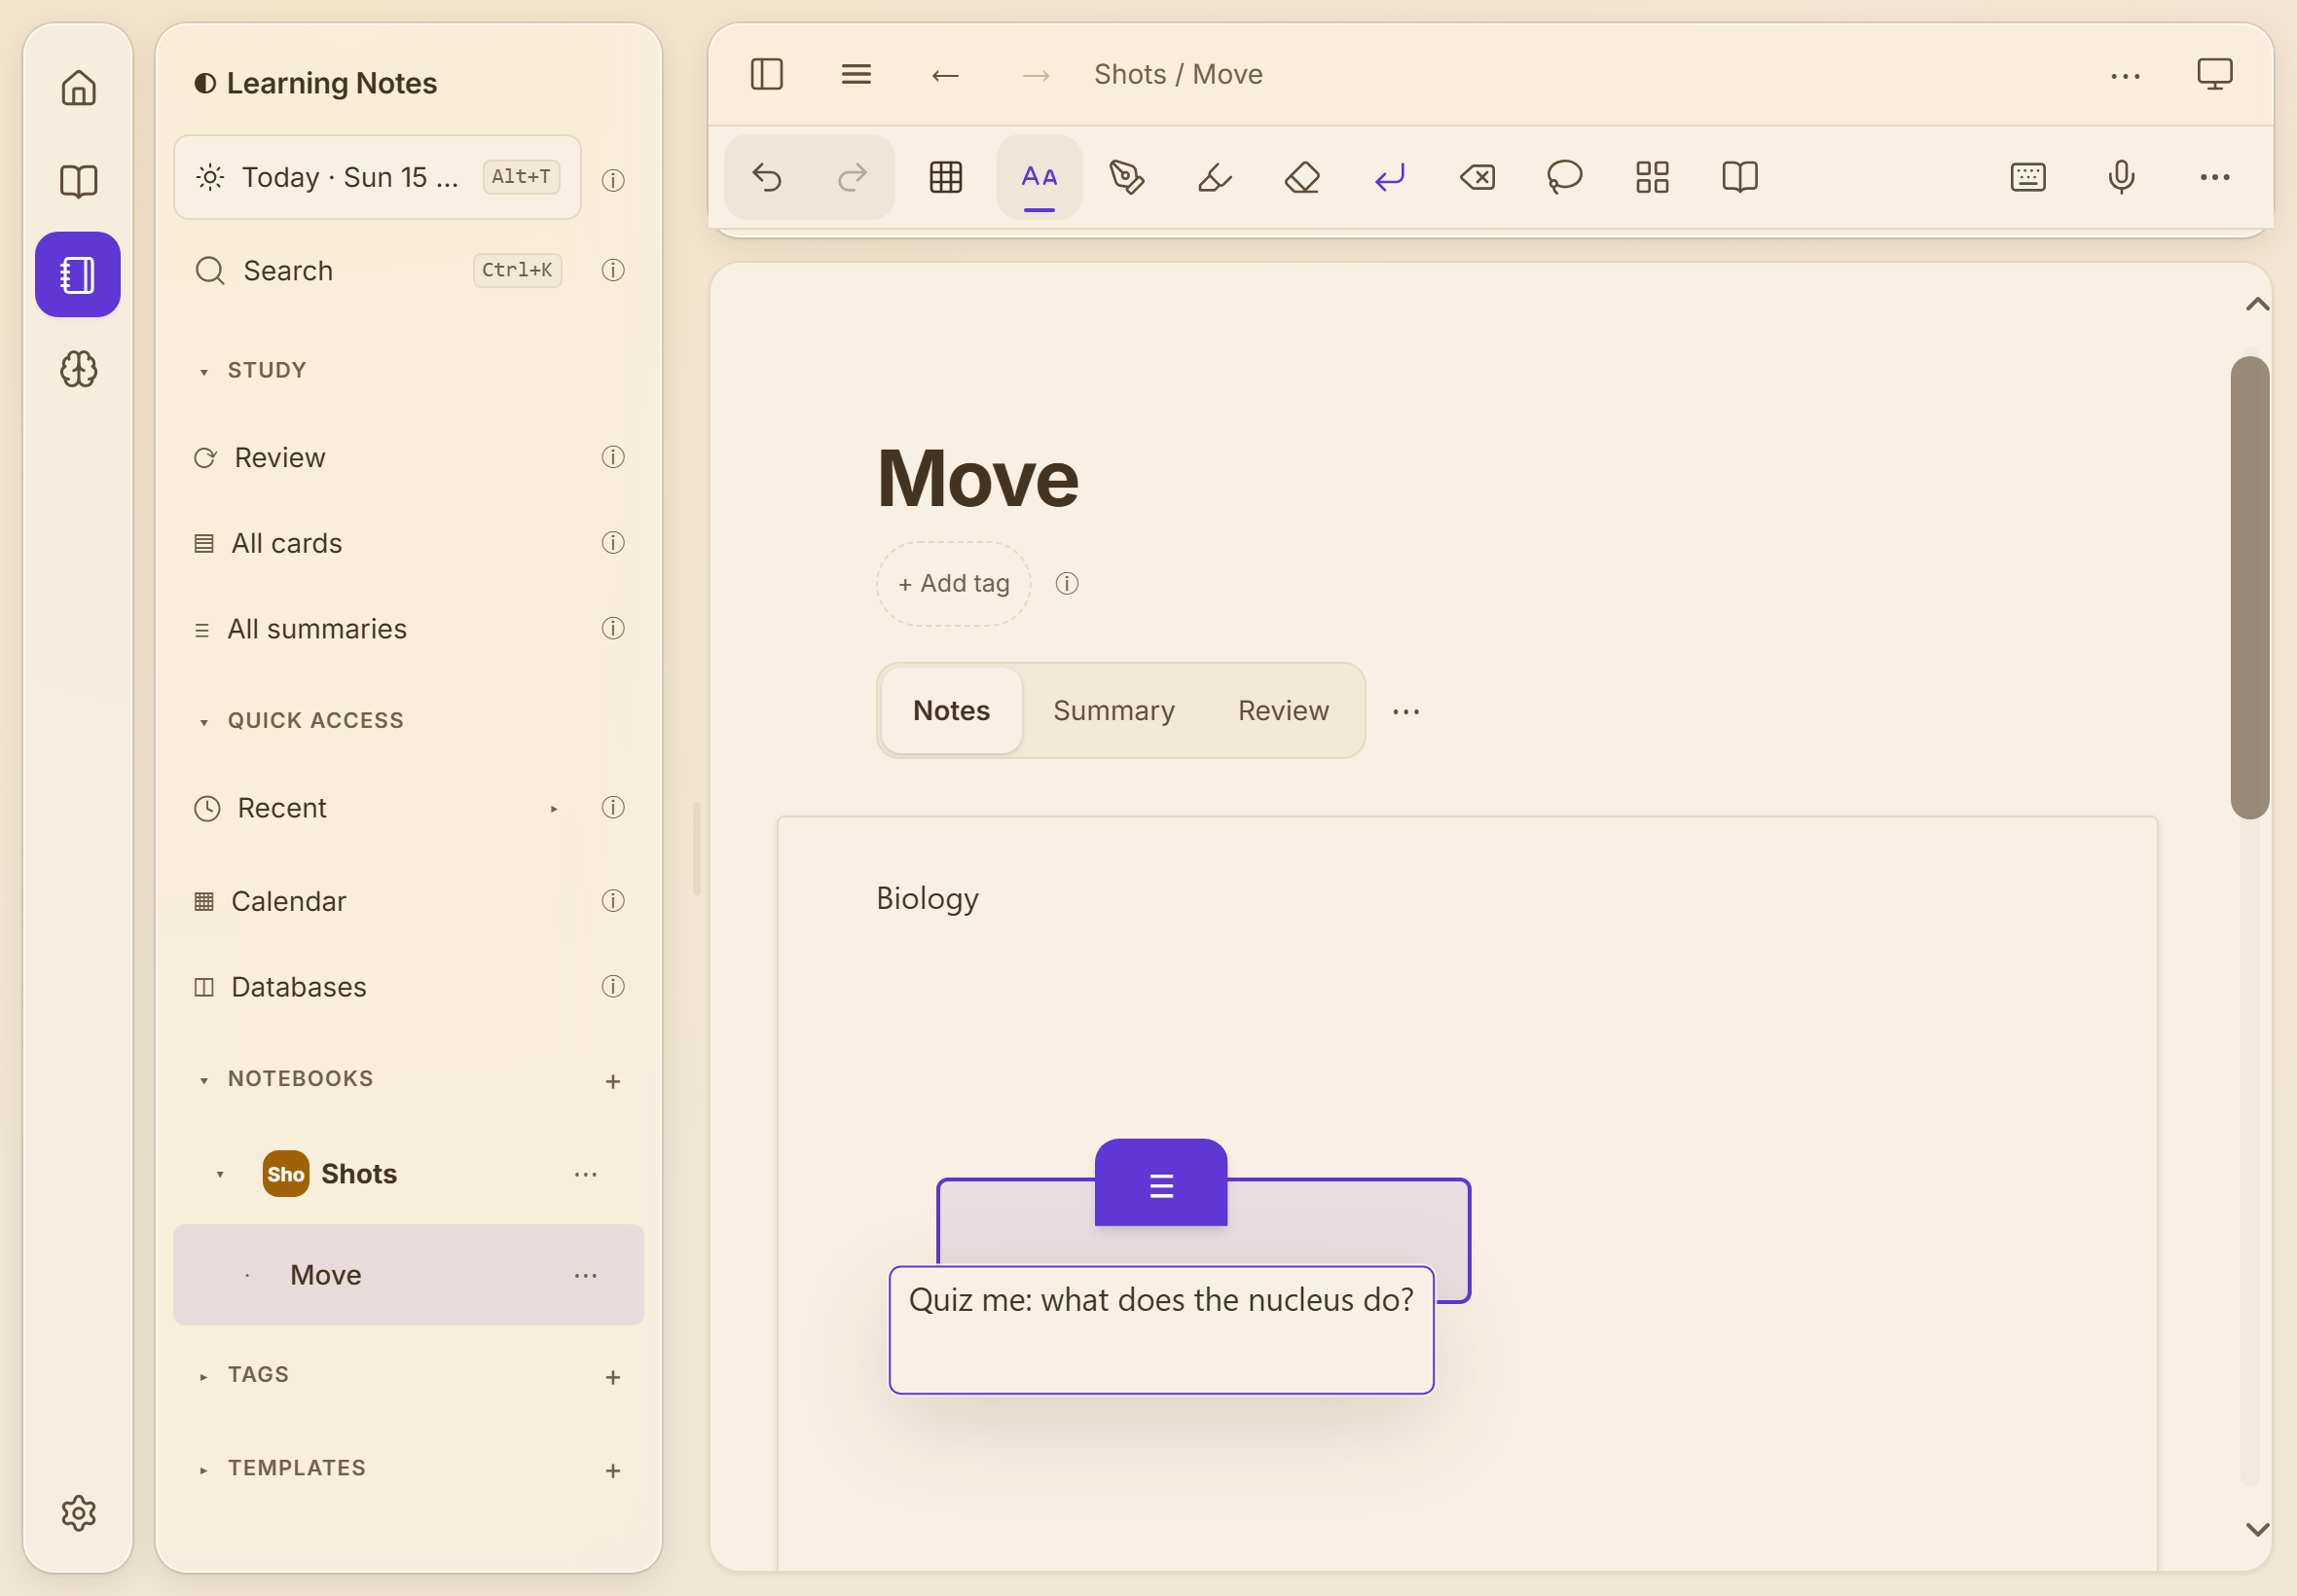 Learning Notes
Today · Sun 15 ... Alt+T
Search Ctrl+K
STUDY
Review
All cards
All summaries
QUICK ACCESS
Recent
Calendar
Databases
NOTEBOOKS
Sho Shots
Move
TAGS
TEMPLATES
Shots / Move
AA
Move
+ Add tag
Notes Summary Review
Biology
Quiz me: what does the nucleus do?